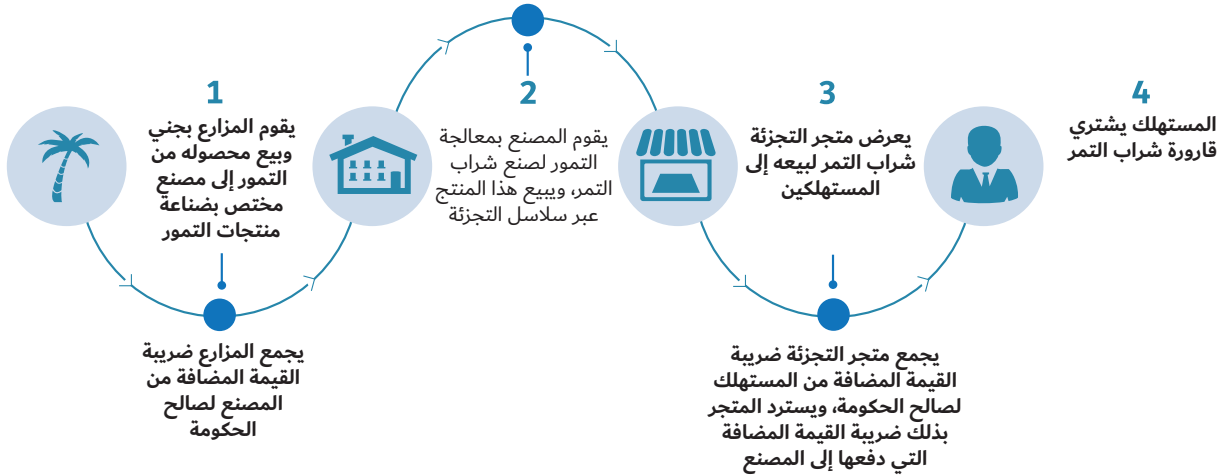 1
يقوم المزارع بجني
وبيع محصوله من
التمور إلى مصنع
مختص بصناعة
منتجات التمور
يجمع المزارع ضريبة
القيمة المضافة من
المصنع لصالح
الحكومة
2
يقوم المصنع بمعالجة
التمور لصنع شراب
التمر، ويبيع هذا المنتج
عبر سلاسل التجزئة
3
يعرض متجر التجزئة
شراب التمر لبيعه إلى
المستهلكين
يجمع متجر التجزئة ضريبة
القيمة المضافة من المستهلك
لصالح الحكومة، ويسترد المتجر
بذلك ضريبة القيمة المضافة
التي دفعها إلى المصنع
4
المستهلك يشتري
قارورة شراب التمر